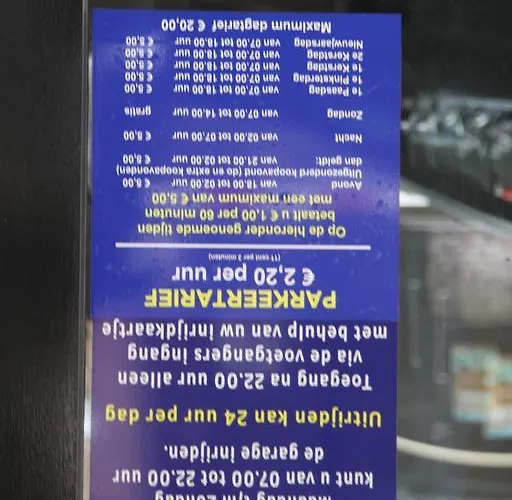 Maandag t/m zondag
kunt u van 07.00 tot 22.00 uur
de garage inrijden.
Uitrijden kan 24 uur per dag
Toegang na 22.00 uur alleen
via de voetgangers ingang
met behulp van uw inrijdkaartje
PARKEERTARIEF
€ 2,20 per uur
(11 cent per 3 minuten)
Op de hieronder genoemde tijden
betaalt u € 1,00 per 60 minuten
met een maximum van € 5,00
Avond van 18.00 tot 02.00 uur € 5,00
Uitgezonderd koopavond (do en extra koopavonden)
dan geldt: van 21.00 tot 02.00 uur € 5,00
Nacht van 02.00 tot 07.00 uur € 5,00
Zondag van 07.00 tot 14.00 uur gratis
1e Paasdag van 07.00 tot 18.00 uur € 5,00
1e Pinksterdag van 07.00 tot 18.00 uur € 5,00
1e Kerstdag van 07.00 tot 18.00 uur € 5,00
2e Kerstdag van 07.00 tot 18.00 uur € 5,00
Nieuwjaarsdag van 07.00 tot 18.00 uur € 5,00
Maximum dagtarief € 20,00